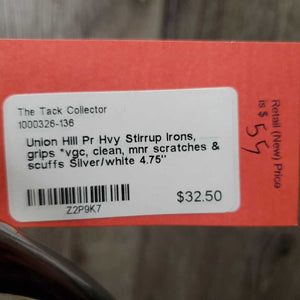 The Tack Collector
1000326-136
Union Hill Pr Hvy Stirrup Irons,
grips *vgc, clean, mnr scratches &
scuffs Silver/white 4.75"
$32.50
Z2P9K7
Retail (New) Price
is $ 54